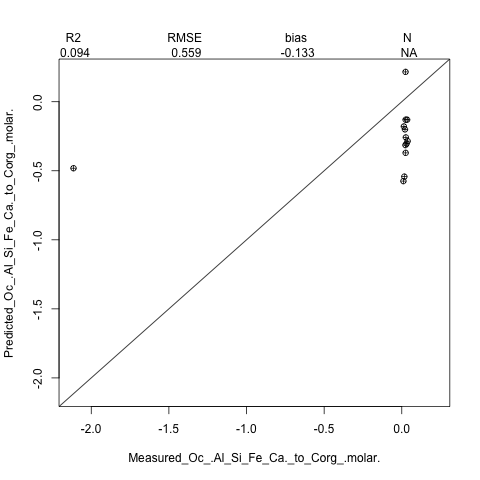 R2 RMSE bias N
0.094 0.559 -0.133 NA
0.0
-0.5
-1.0
-1.5
-2.0
Predicted_Oc_.Al_Si_Fe_Ca._to_Corg_.molar.
-2.0 -1.5 -1.0 -0.5 0.0
Measured_Oc_.Al_Si_Fe_Ca._to_Corg_.molar.